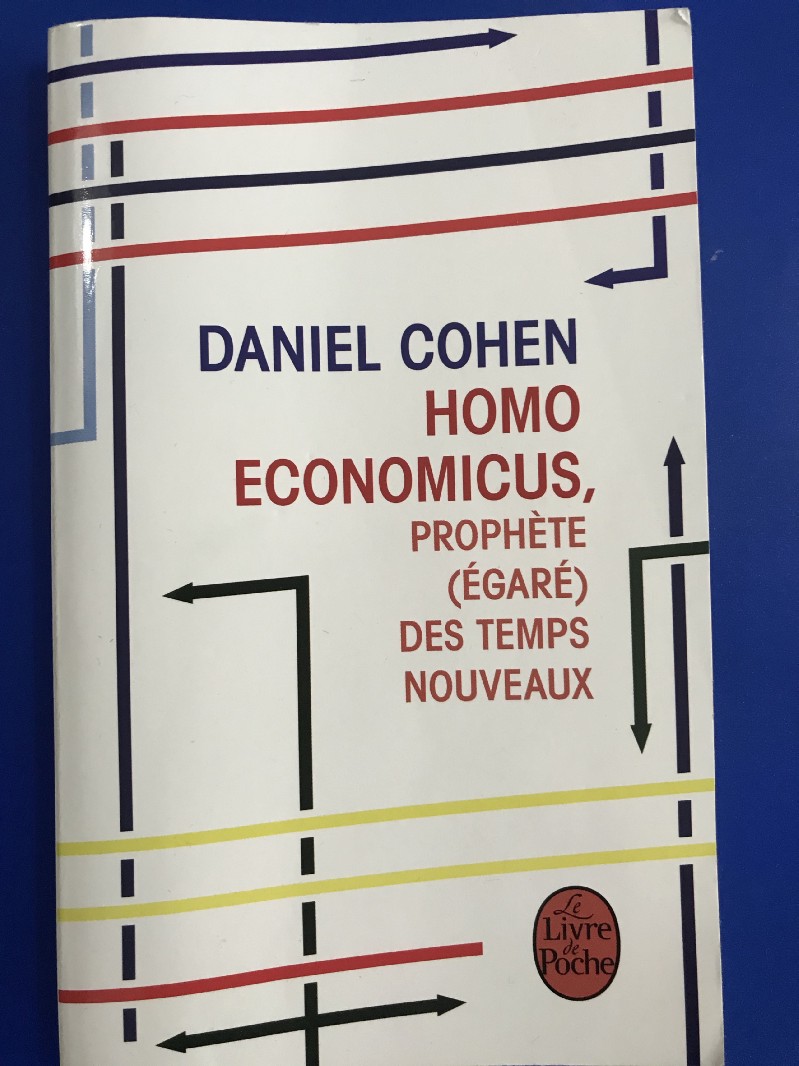 DANIEL COHEN
HOMO
ECONOMICUS,
PROPHÈTE
(ÉGARÉ)
DES TEMPS
NOUVEAUX
Le
Livre
de
Poche